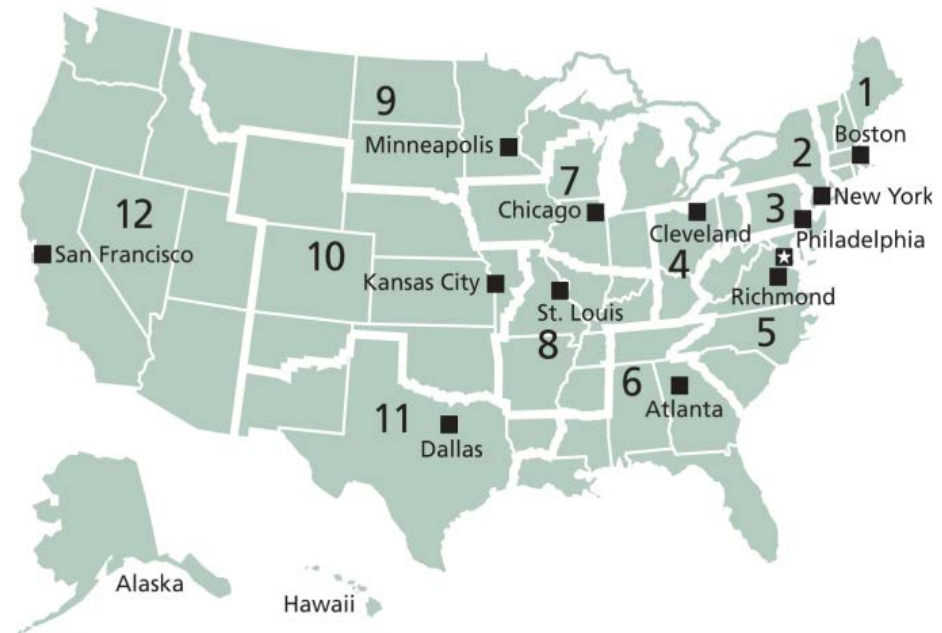 1
9
Boston
2
Minneapolis
7
New York
3
12
Chicago
Cleveland
Philadelphia
San Francisco
10
4
Kansas City
Richmond
St. Louis
5
8
6
Atlanta
11
Dallas
Alaska
Hawaii